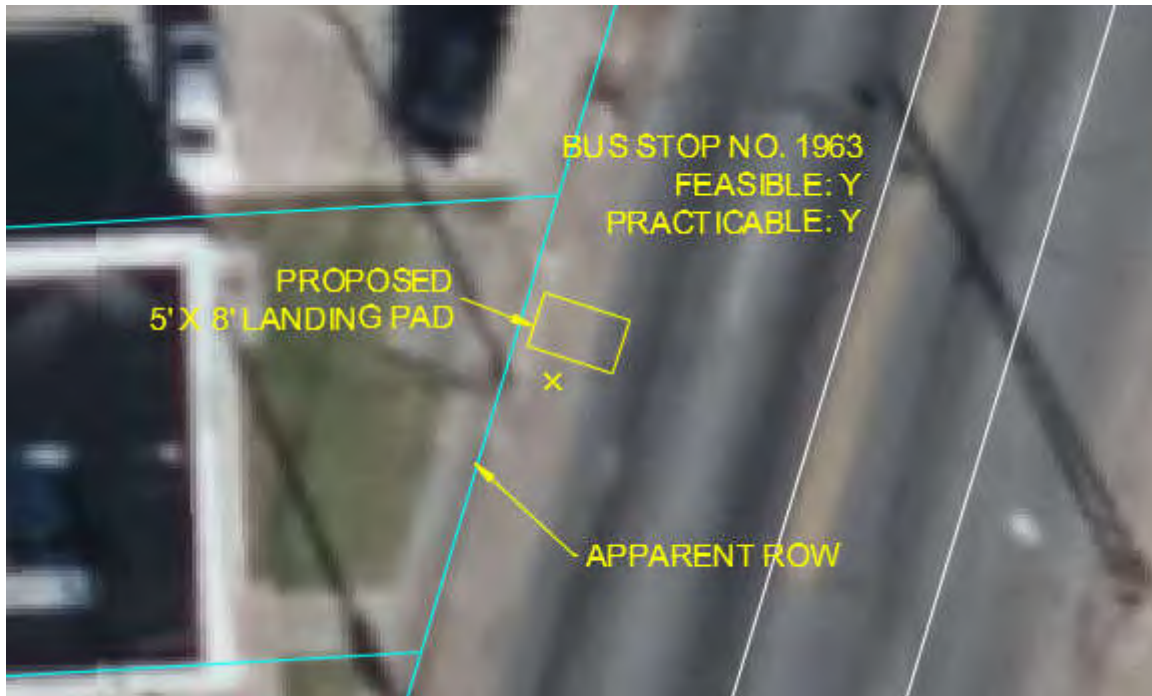 BUS STOP NO. 1963
FEASIBLE: Y
PRACTICABLE: Y
PROPOSED
5' X 8' LANDING PAD
APPARENT ROW